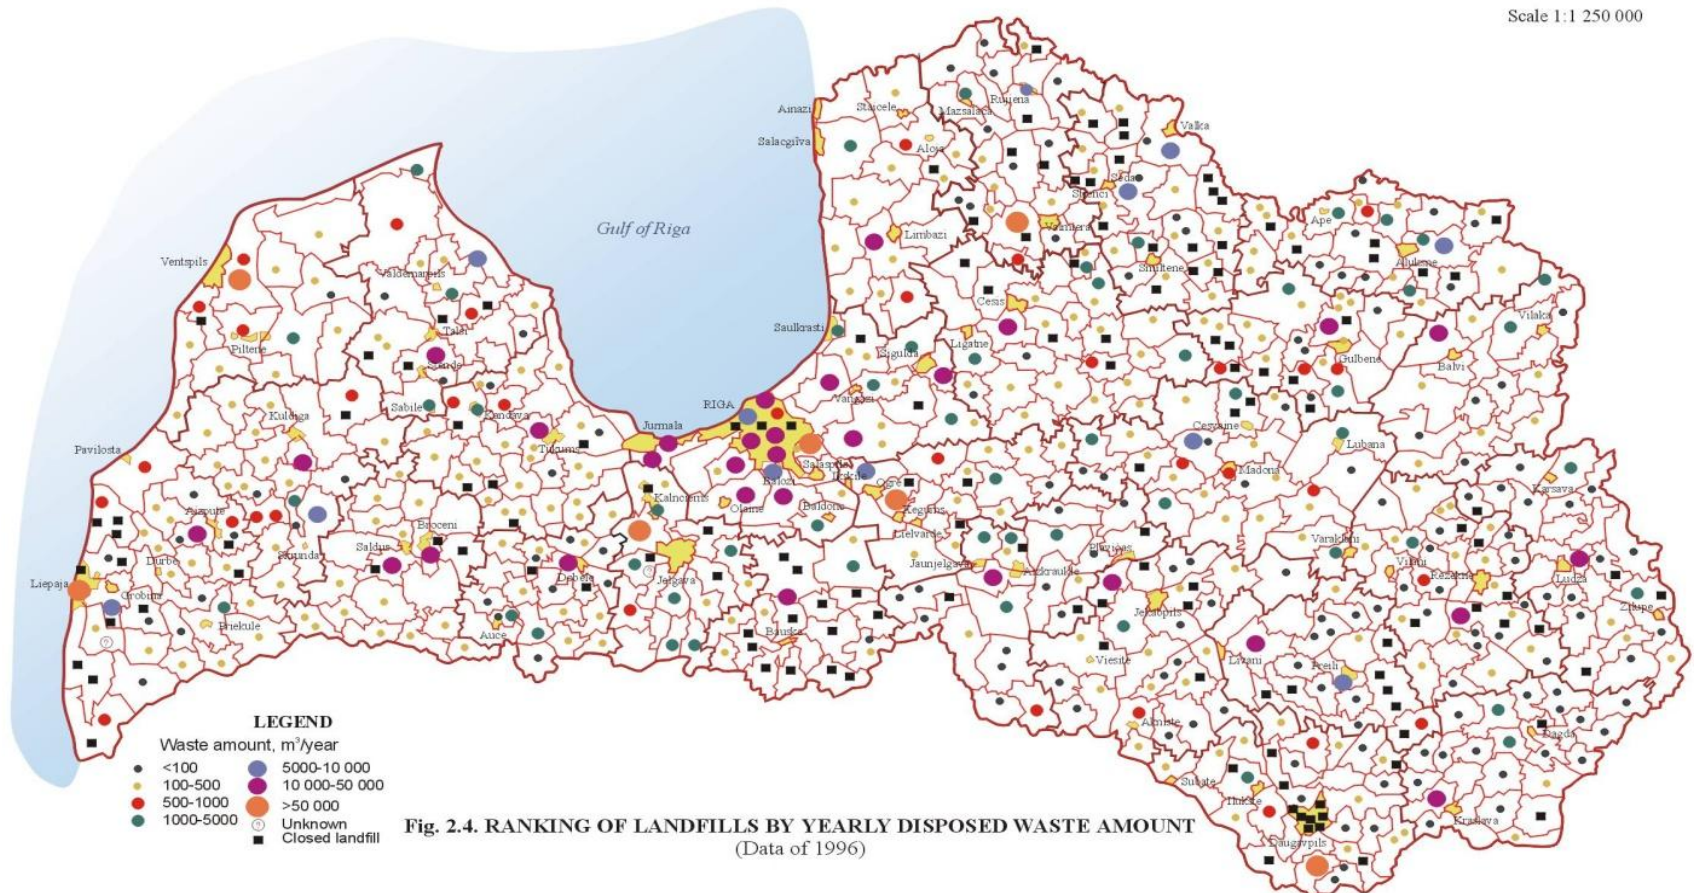 Scale 1:1 250 000
Ainazi
Staicele
Mazsalaca
Rujiena
Salacgilva
Aloja
Valka
Seda
Strenci
Gulf of Riga
Limbazi
Valmiera
Ape
Ventspils
Valdemarpils
Smiltene
Aluksne
Cesis
Piltene
Talsi
Saulkrasti
Sigulda
Ligatne
Vilaka
Stende
Gulbene
Balvi
Kuldiga
Sabile
Kandava
RIGA
Vangazi
Jurmala
Tukums
Cesvaine
Lubana
Pavilosta
Salaspils
Ikskile
Balozi
Ogre
Madona
Karsava
Kalnciems
Olaine
Baldone
Kegums
Lielvarde
Aizpute
Broceni
Saldus
Skrunda
Durbe
Varaklani
Plavinas
Vilani
Rezekne
Ludza
Liepaja
Grobina
Dobele
Jelgava
Jaunjelgava
Aizkraukle
Jekabpils
Zilupe
Priekule
Auce
Bauska
Viesite
Livani
Preili
LEGEND
Waste amount, m³/year
<100
100-500
500-1000
1000-5000
5000-10 000
10 000-50 000
>50 000
Unknown
Closed landfill
Akniste
Dagda
Subate
Ilukste
Kraslava
Daugavpils
Fig. 2.4. RANKING OF LANDFILLS BY YEARLY DISPOSED WASTE AMOUNT
(Data of 1996)